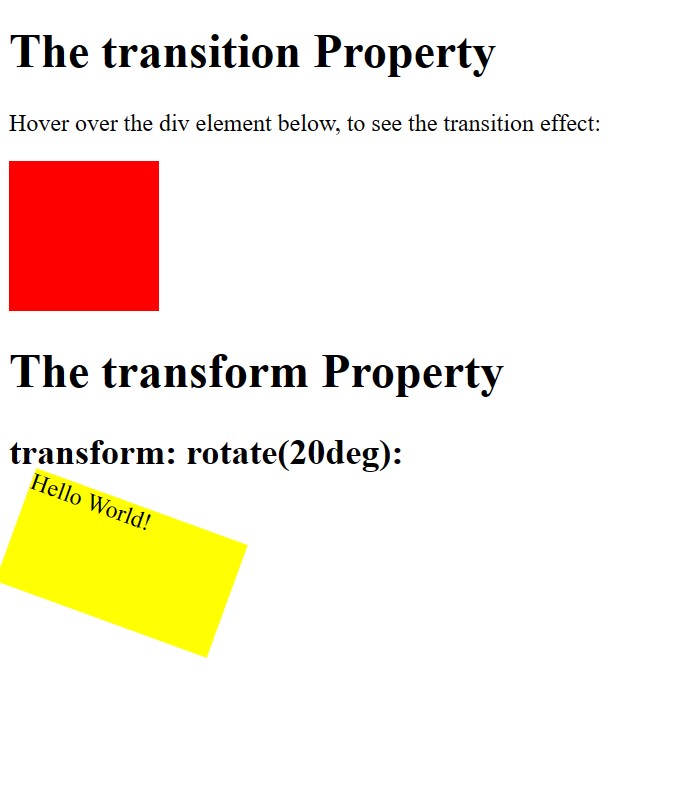 The transition Property
Hover over the div element below, to see the transition effect:
The transform Property
transform: rotate(20deg):
Hello World!